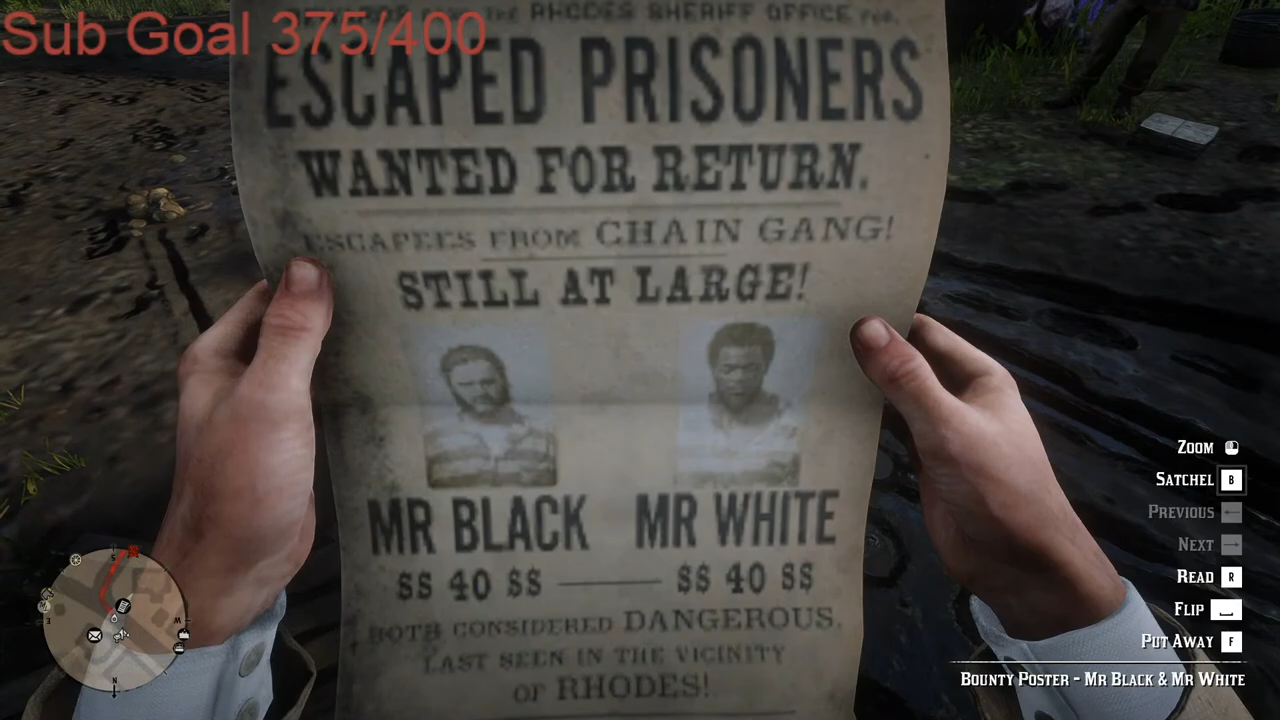 Sub Goal 375/400
THE RHODES SHERIFF OFFICE FOR,
ESCAPED PRISONERS
WANTED FOR RETURN.
ESCAPEES FROM CHAIN GANG!
STILL AT LARGE!
MR BLACK MR WHITE
$$ 40 $$ $$ 40 $$
BOTH CONSIDERED DANGEROUS.
LAST SEEN IN THE VICINITY
OF RHODES!
ZOOM
SATCHEL B
PREVIOUS ←
NEXT →
READ R
FLIP
PUT AWAY F
BOUNTY POSTER - MR BLACK & MR WHITE
S
W
E
N